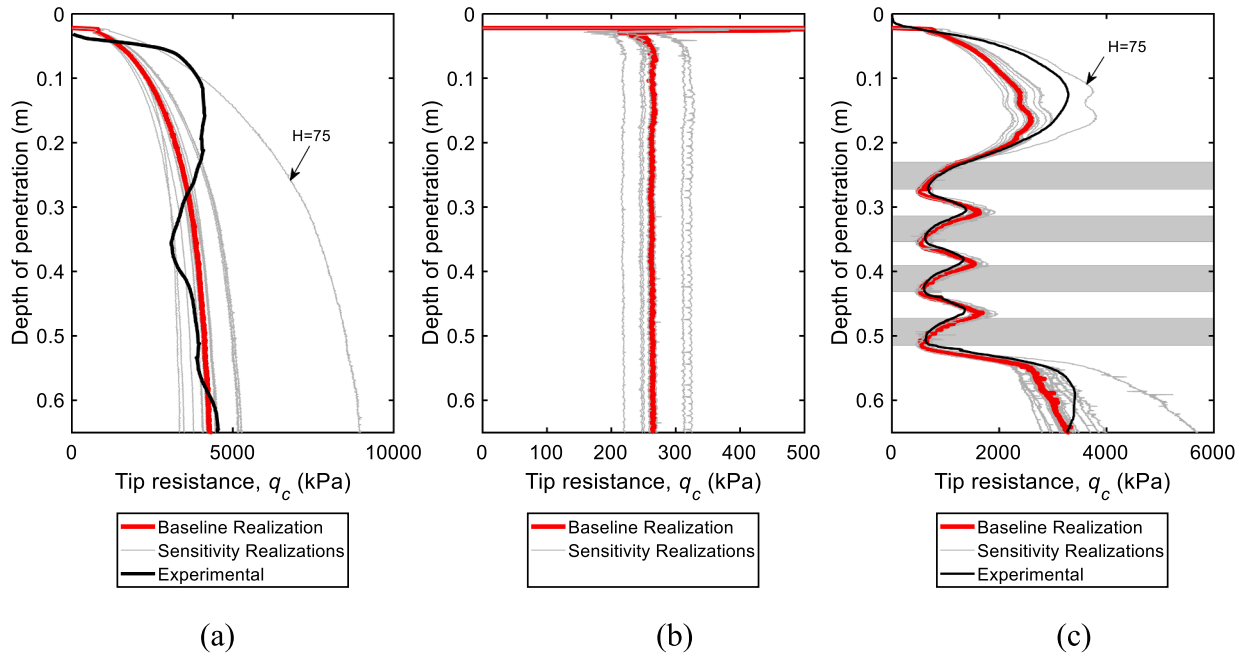 0
0.1
0.2
0.3
0.4
0.5
0.6
Depth of penetration (m)
H=75
0 5000 10000
Tip resistance, q_c (kPa)
Baseline Realization
Sensitivity Realizations
Experimental
(a)
0
0.1
0.2
0.3
0.4
0.5
0.6
Depth of penetration (m)
0 100 200 300 400 500
Tip resistance, q_c (kPa)
Baseline Realization
Sensitivity Realizations
(b)
0
0.1
0.2
0.3
0.4
0.5
0.6
Depth of penetration (m)
H=75
0 2000 4000 6000
Tip resistance, q_c (kPa)
Baseline Realization
Sensitivity Realizations
Experimental
(c)